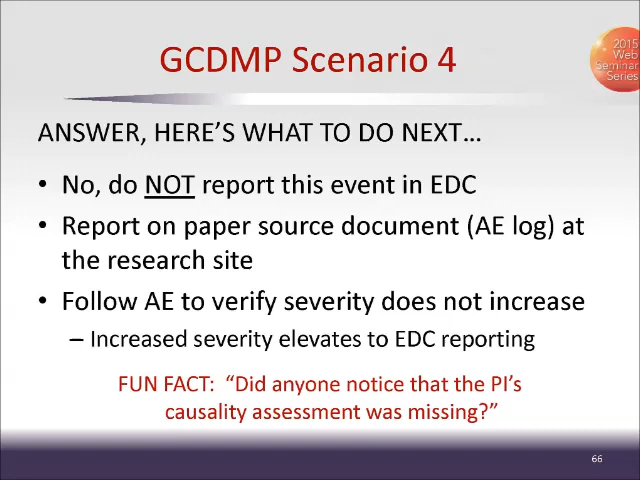 GCDMP Scenario 4
2015
Web
Seminar
Series
ANSWER, HERE'S WHAT TO DO NEXT…
• No, do NOT report this event in EDC
• Report on paper source document (AE log) at
the research site
• Follow AE to verify severity does not increase
– Increased severity elevates to EDC reporting
FUN FACT: “Did anyone notice that the PI’s
causality assessment was missing?”
66